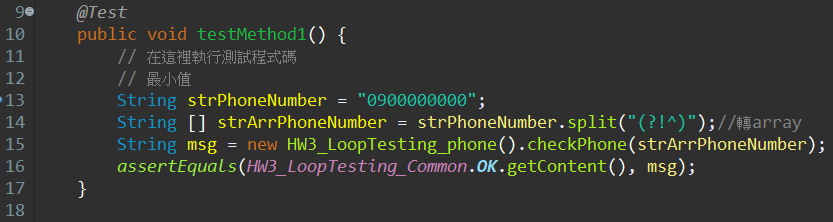 9 @Test
10 public void testMethod1() {
11 // 在這裡執行測試程式碼
12 // 最小值
13 String strPhoneNumber = "0900000000";
14 String [] strArrPhoneNumber = strPhoneNumber.split("(?!^)");//轉array
15 String msg = new HW3_LoopTesting_phone().checkPhone(strArrPhoneNumber);
16 assertEquals(HW3_LoopTesting_Common.OK.getContent(), msg);
17 }
18